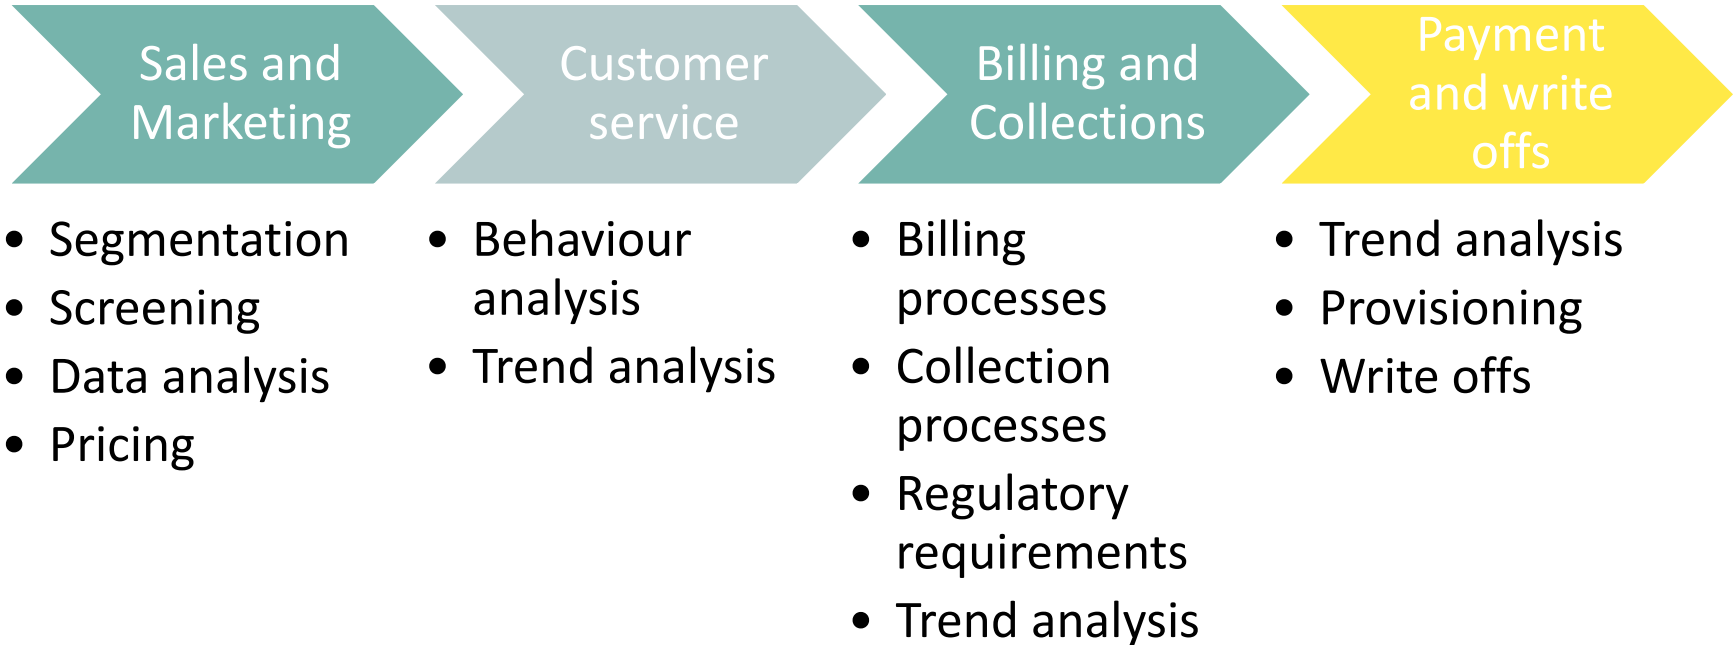 Sales and
Marketing
Customer
service
Billing and
Collections
Payment
and write
offs
• Segmentation
• Screening
• Data analysis
• Pricing
• Behaviour
analysis
• Trend analysis
• Billing
processes
• Collection
processes
• Regulatory
requirements
• Trend analysis
• Trend analysis
• Provisioning
• Write offs